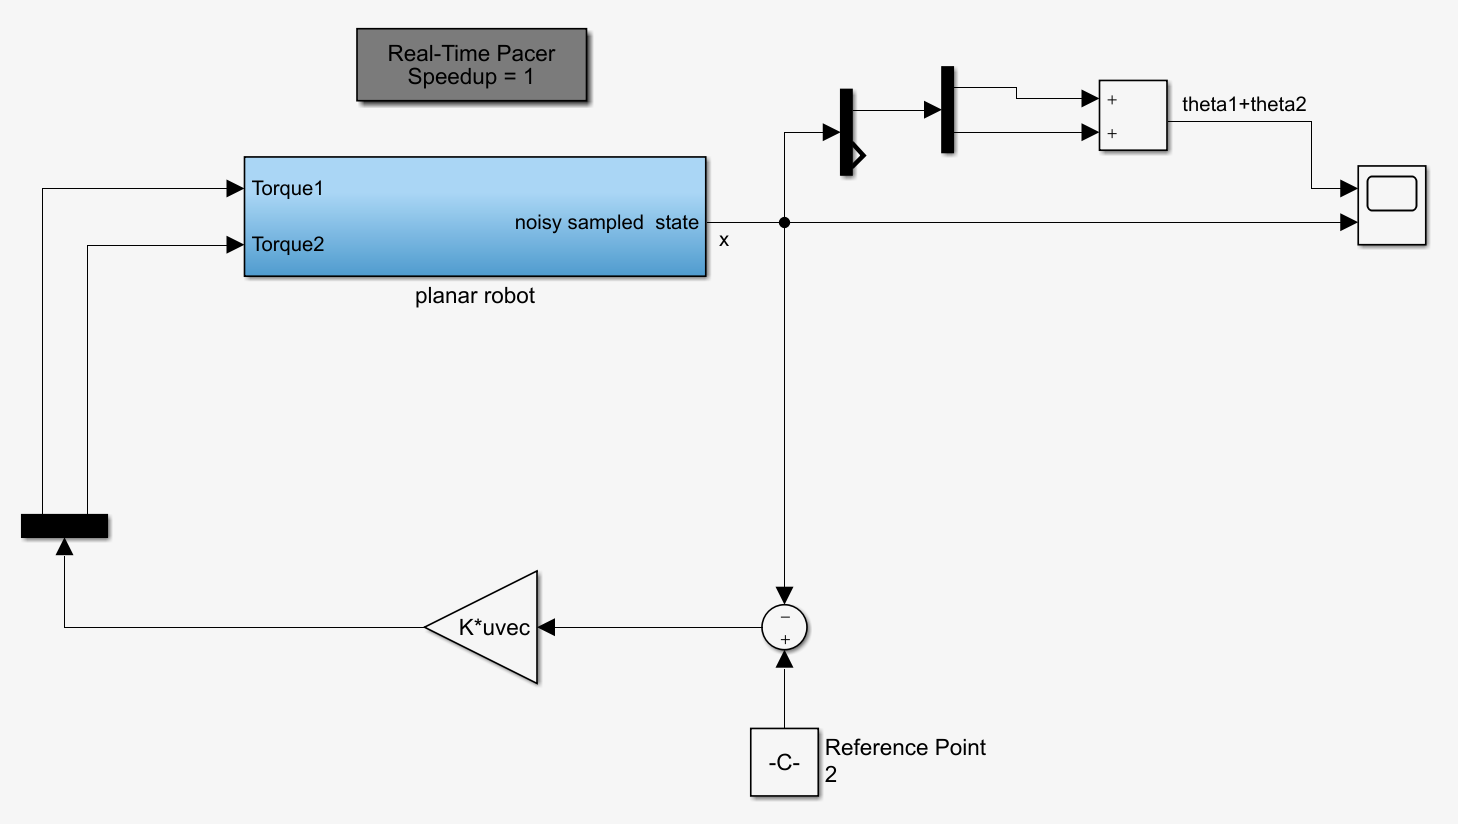 Real-Time Pacer
Speedup = 1
+
+
theta1+theta2
Torque1
Torque2
noisy sampled  state
x
planar robot
K*uvec
−
+
-C-
Reference Point
2